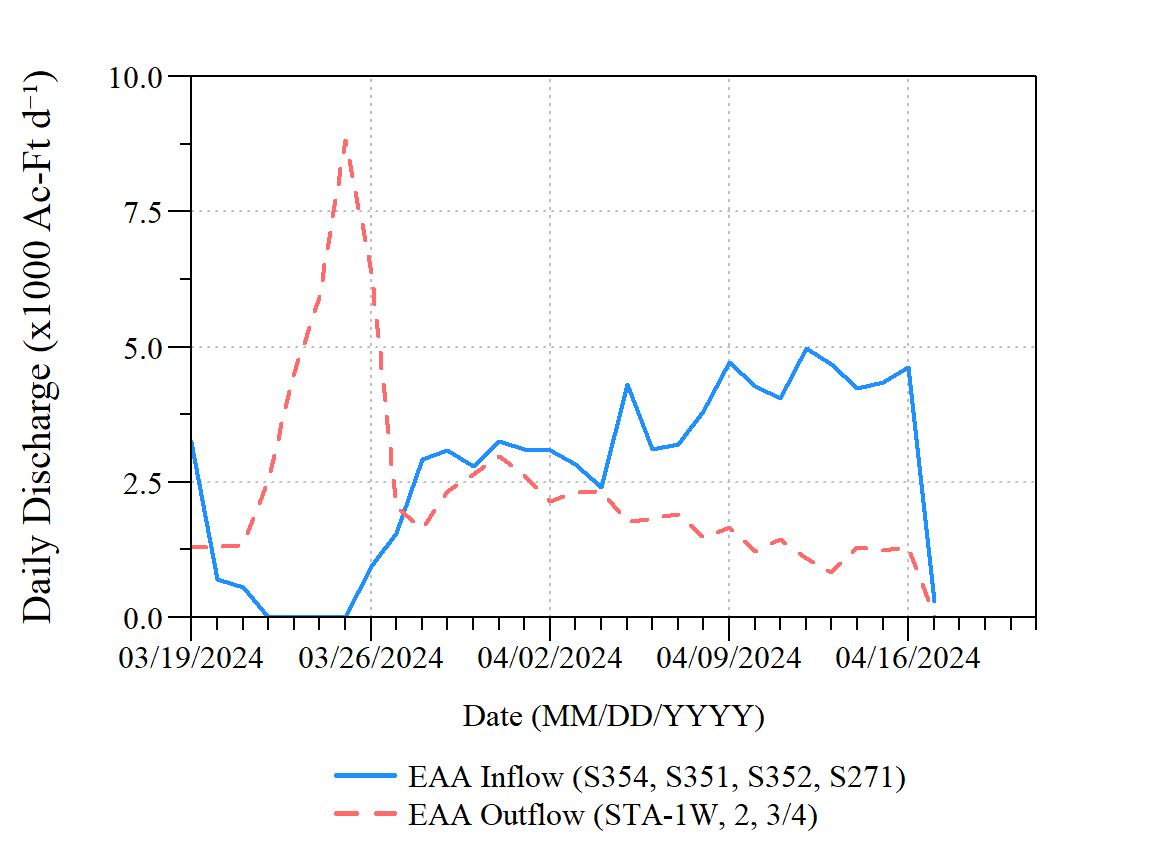 Daily Discharge (x1000 Ac-Ft d⁻¹)
10.0
7.5
5.0
2.5
0.0
03/19/2024 03/26/2024 04/02/2024 04/09/2024 04/16/2024
Date (MM/DD/YYYY)
EAA Inflow (S354, S351, S352, S271)
EAA Outflow (STA-1W, 2, 3/4)